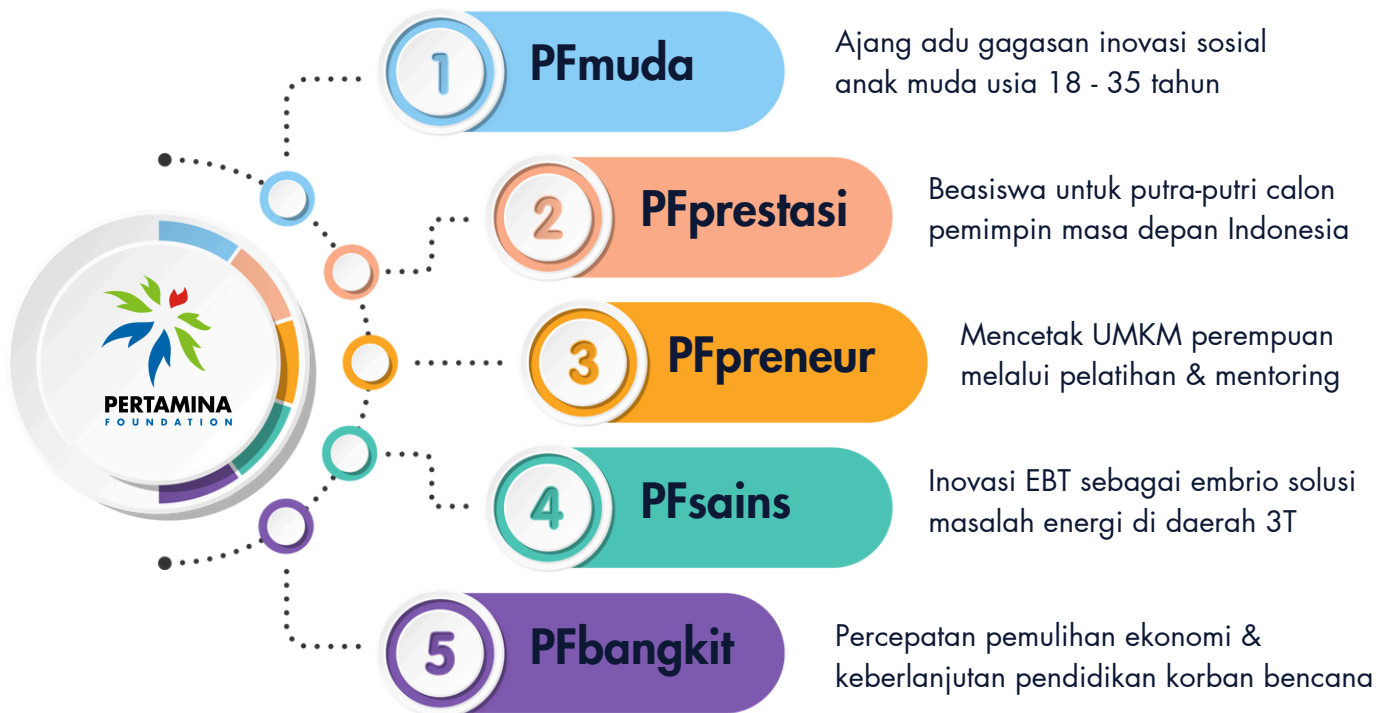 PERTAMINA
FOUNDATION
1
PFmuda
Ajang adu gagasan inovasi sosial
anak muda usia 18 - 35 tahun
2
PFprestasi
Beasiswa untuk putra-putri calon
pemimpin masa depan Indonesia
3
PFpreneur
Mencetak UMKM perempuan
melalui pelatihan & mentoring
4
PFsains
Inovasi EBT sebagai embrio solusi
masalah energi di daerah 3T
5
PFbangkit
Percepatan pemulihan ekonomi &
keberlanjutan pendidikan korban bencana